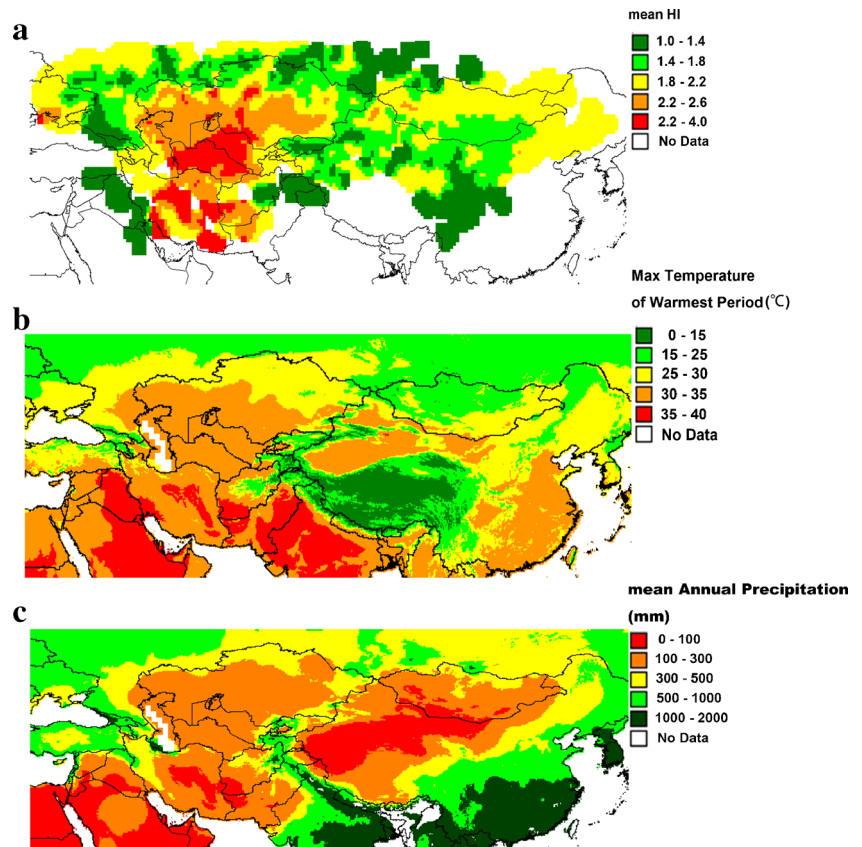 a
mean HI
1.0 - 1.4
1.4 - 1.8
1.8 - 2.2
2.2 - 2.6
2.2 - 4.0
No Data
b
Max Temperature
of Warmest Period(℃)
0 - 15
15 - 25
25 - 30
30 - 35
35 - 40
No Data
c
mean Annual Precipitation
(mm)
0 - 100
100 - 300
300 - 500
500 - 1000
1000 - 2000
No Data